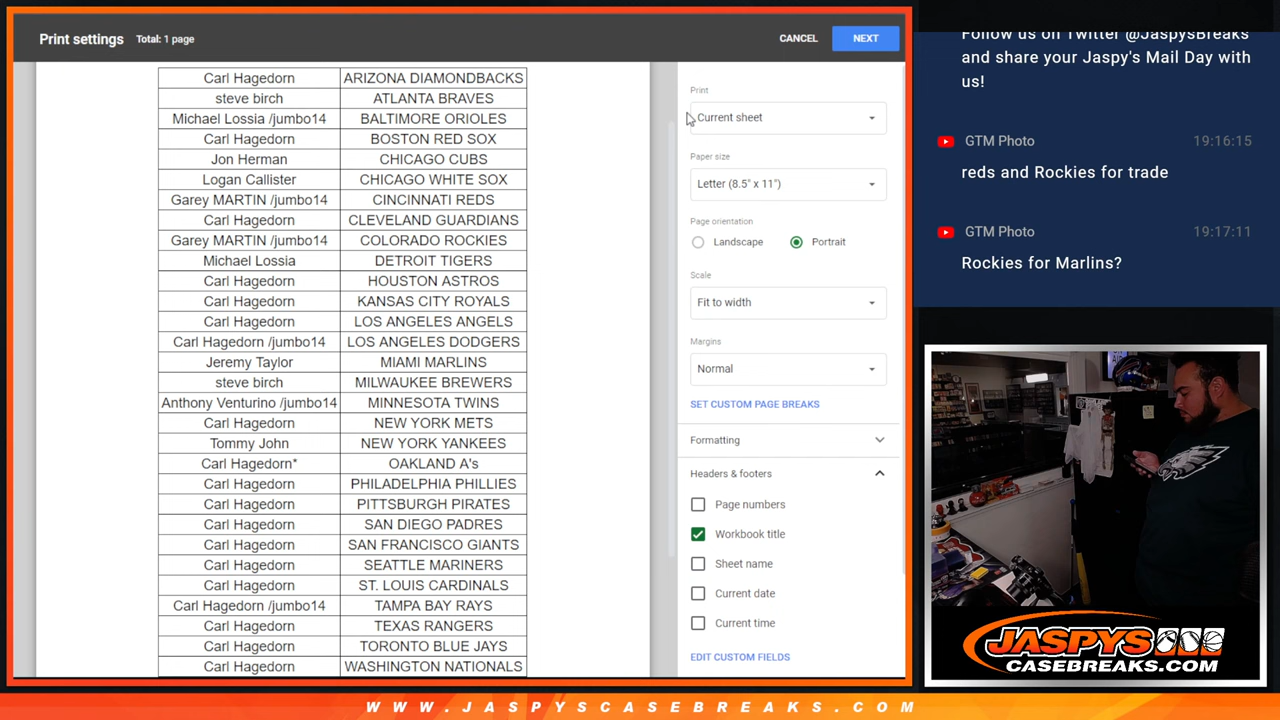 Print settings Total: 1 page
CANCEL NEXT
Carl Hagedorn ARIZONA DIAMONDBACKS
steve birch ATLANTA BRAVES
Michael Lossia /jumbo14 BALTIMORE ORIOLES
Carl Hagedorn BOSTON RED SOX
Jon Herman CHICAGO CUBS
Logan Callister CHICAGO WHITE SOX
Garey MARTIN /jumbo14 CINCINNATI REDS
Carl Hagedorn CLEVELAND GUARDIANS
Garey MARTIN /jumbo14 COLORADO ROCKIES
Michael Lossia DETROIT TIGERS
Carl Hagedorn HOUSTON ASTROS
Carl Hagedorn KANSAS CITY ROYALS
Carl Hagedorn LOS ANGELES ANGELS
Carl Hagedorn /jumbo14 LOS ANGELES DODGERS
Jeremy Taylor MIAMI MARLINS
steve birch MILWAUKEE BREWERS
Anthony Venturino /jumbo14 MINNESOTA TWINS
Carl Hagedorn NEW YORK METS
Tommy John NEW YORK YANKEES
Carl Hagedorn* OAKLAND A's
Carl Hagedorn PHILADELPHIA PHILLIES
Carl Hagedorn PITTSBURGH PIRATES
Carl Hagedorn SAN DIEGO PADRES
Carl Hagedorn SAN FRANCISCO GIANTS
Carl Hagedorn SEATTLE MARINERS
Carl Hagedorn ST. LOUIS CARDINALS
Carl Hagedorn /jumbo14 TAMPA BAY RAYS
Carl Hagedorn TEXAS RANGERS
Carl Hagedorn TORONTO BLUE JAYS
Carl Hagedorn WASHINGTON NATIONALS
Print
Current sheet
Paper size
Letter (8.5" x 11")
Page orientation
Landscape Portrait
Scale
Fit to width
Margins
Normal
SET CUSTOM PAGE BREAKS
Formatting
Headers & footers
Page numbers
Workbook title
Sheet name
Current date
Current time
EDIT CUSTOM FIELDS
Follow us on Twitter @JaspysBreaks
and share your Jaspy's Mail Day with
us!
GTM Photo 19:16:15
reds and Rockies for trade
GTM Photo 19:17:11
Rockies for Marlins?
JASPYS
CASEBREAKS.COM
WWW.JASPYSCASEBREAKS.COM